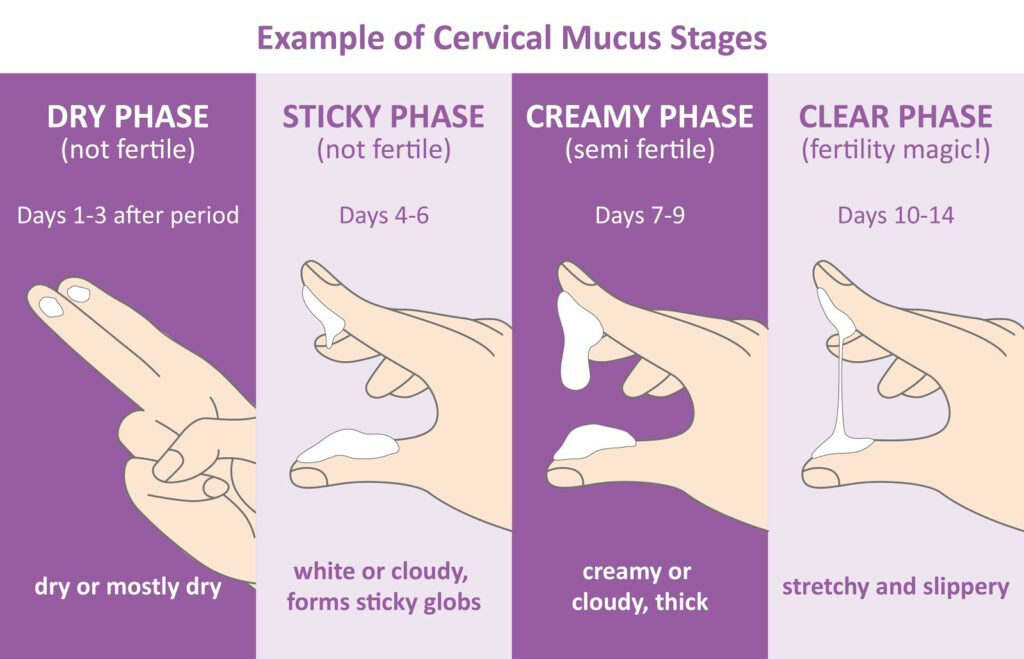 Example of Cervical Mucus Stages
DRY PHASE
(not fertile)
Days 1-3 after period
dry or mostly dry
STICKY PHASE
(not fertile)
Days 4-6
white or cloudy,
forms sticky globs
CREAMY PHASE
(semi fertile)
Days 7-9
creamy or
cloudy, thick
CLEAR PHASE
(fertility magic!)
Days 10-14
stretchy and slippery